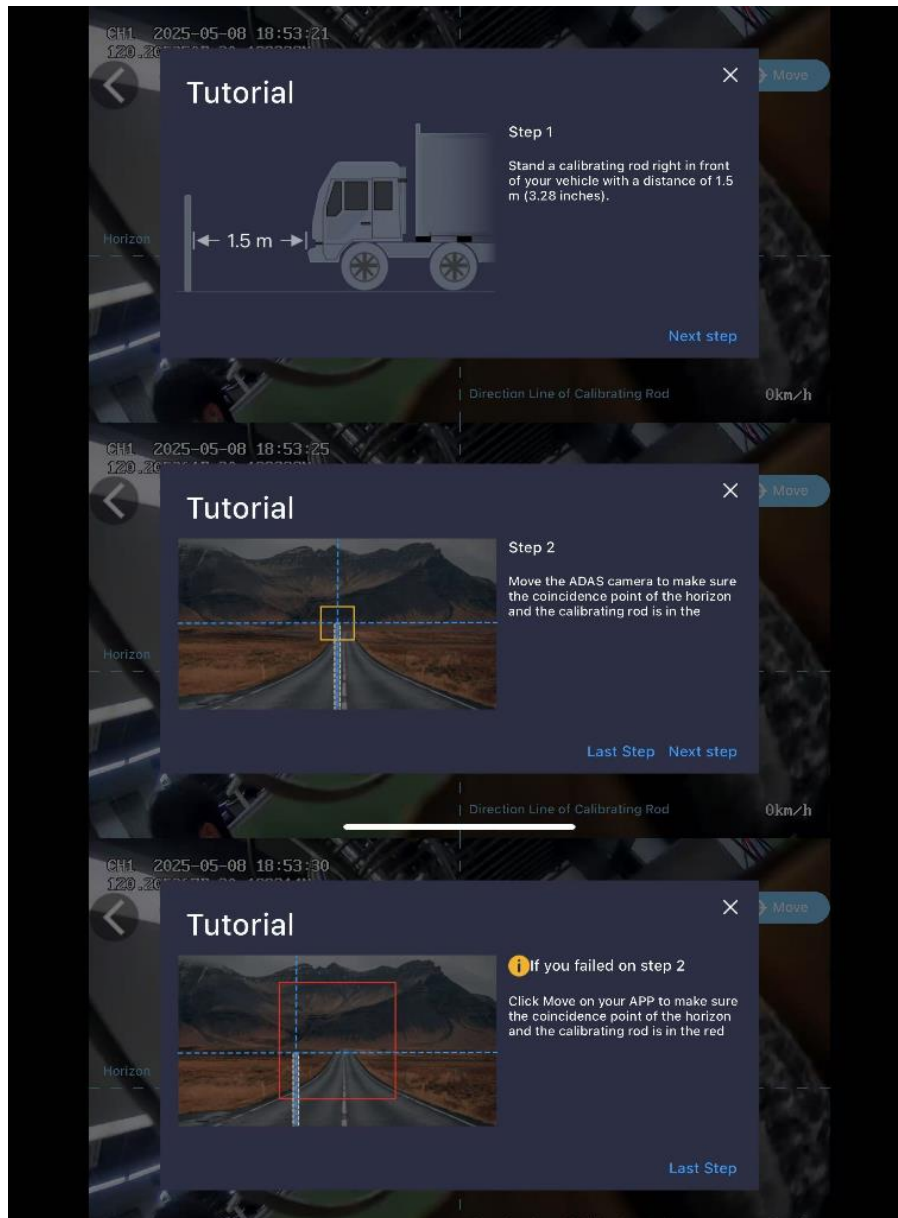 CH1 2025-05-08 18:53:21
Move
Tutorial
Step 1
Stand a calibrating rod right in front
of your vehicle with a distance of 1.5
m (3.28 inches).
1.5 m
Horizon
Next step
Direction Line of Calibrating Rod
0km/h
CH1 2025-05-08 18:53:25
Move
Tutorial
Step 2
Move the ADAS camera to make sure
the coincidence point of the horizon
and the calibrating rod is in the
Horizon
Last Step Next step
Direction Line of Calibrating Rod
0km/h
CH1 2025-05-08 18:53:30
Move
Tutorial
If you failed on step 2
Click Move on your APP to make sure
the coincidence point of the horizon
and the calibrating rod is in the red
Horizon
Last Step